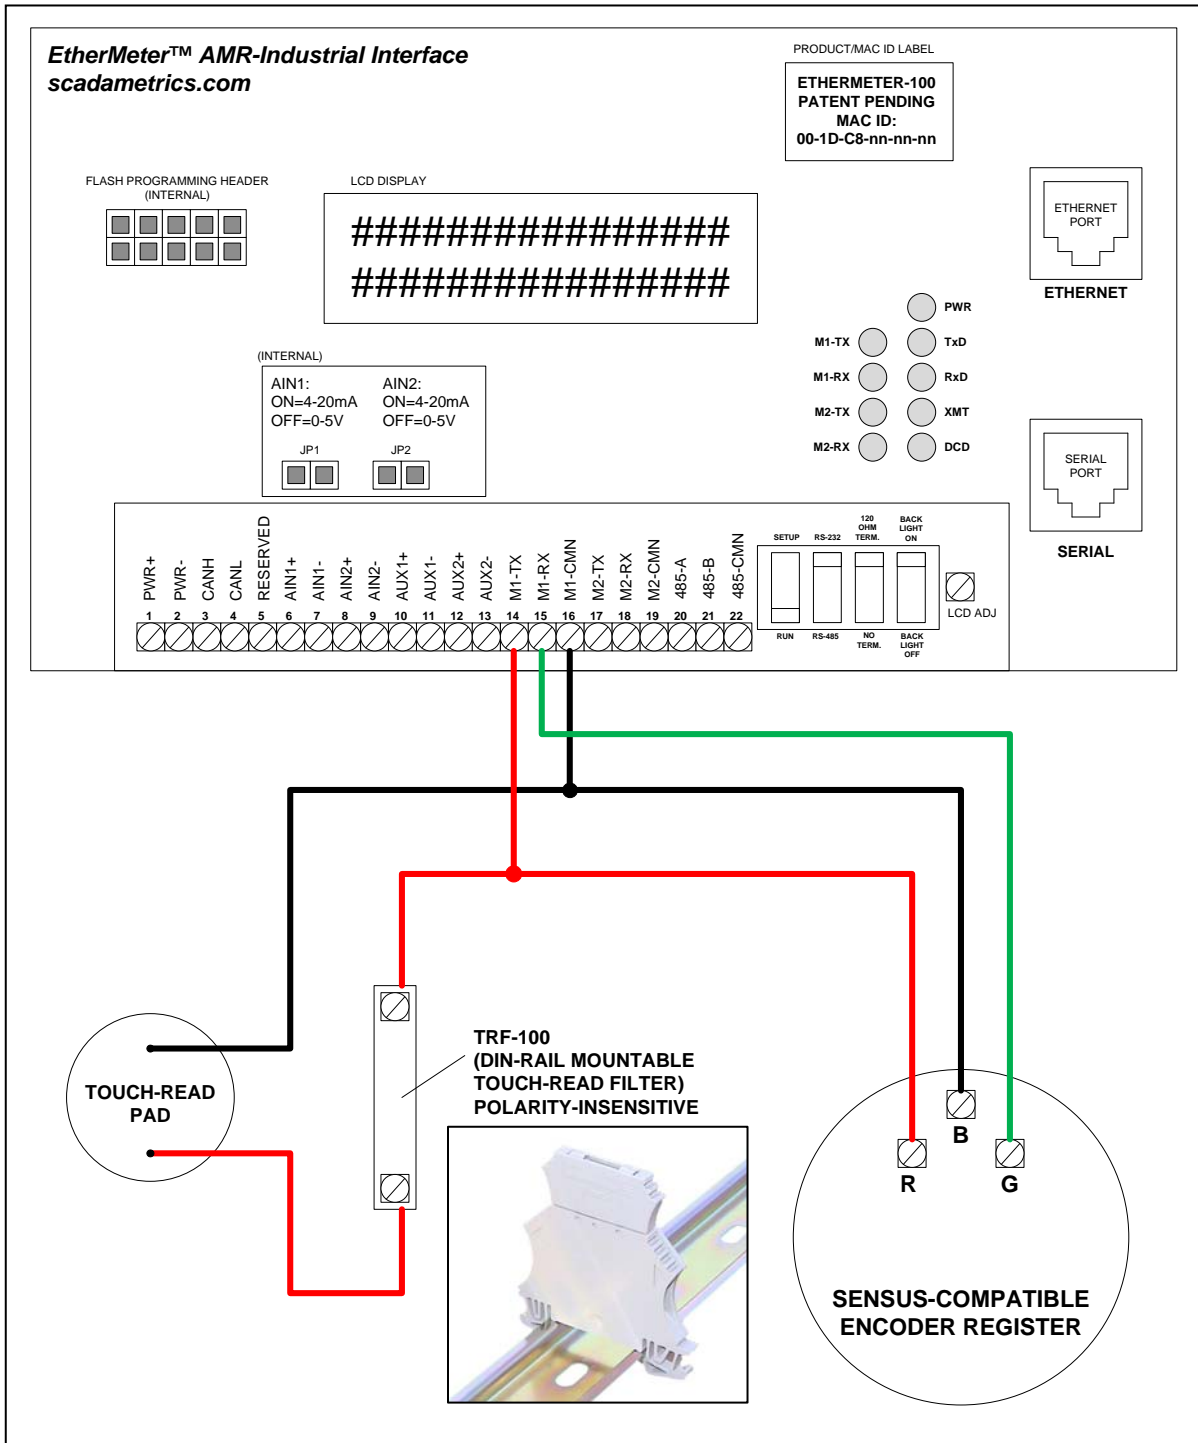 EtherMeter™ AMR-Industrial Interface
scadametrics.com
PRODUCT/MAC ID LABEL
ETHERMETER-100
PATENT PENDING
MAC ID:
00-1D-C8-nn-nn-nn
FLASH PROGRAMMING HEADER
(INTERNAL)
LCD DISPLAY
################
################
ETHERNET
PORT
ETHERNET
PWR
M1-TX
TxD
M1-RX
RxD
M2-TX
XMT
M2-RX
DCD
(INTERNAL)
AIN1:
ON=4-20mA
OFF=0-5V
AIN2:
ON=4-20mA
OFF=0-5V
JP1
JP2
SERIAL
PORT
SERIAL
PWR+
PWR-
CANH
CANL
RESERVED
AIN1+
AIN1-
AIN2+
AIN2-
AUX1+
AUX1-
AUX2+
AUX2-
M1-TX
M1-RX
M1-CMN
M2-TX
M2-RX
M2-CMN
485-A
485-B
485-CMN
1 2 3 4 5 6 7 8 9 10 11 12 13 14 15 16 17 18 19 20 21 22
SETUP
RUN
RS-232
RS-485
120
OHM
TERM.
NO
TERM.
BACK
LIGHT
ON
BACK
LIGHT
OFF
LCD ADJ
TOUCH-READ
PAD
TRF-100
(DIN-RAIL MOUNTABLE
TOUCH-READ FILTER)
POLARITY-INSENSITIVE
B
R
G
SENSUS-COMPATIBLE
ENCODER REGISTER